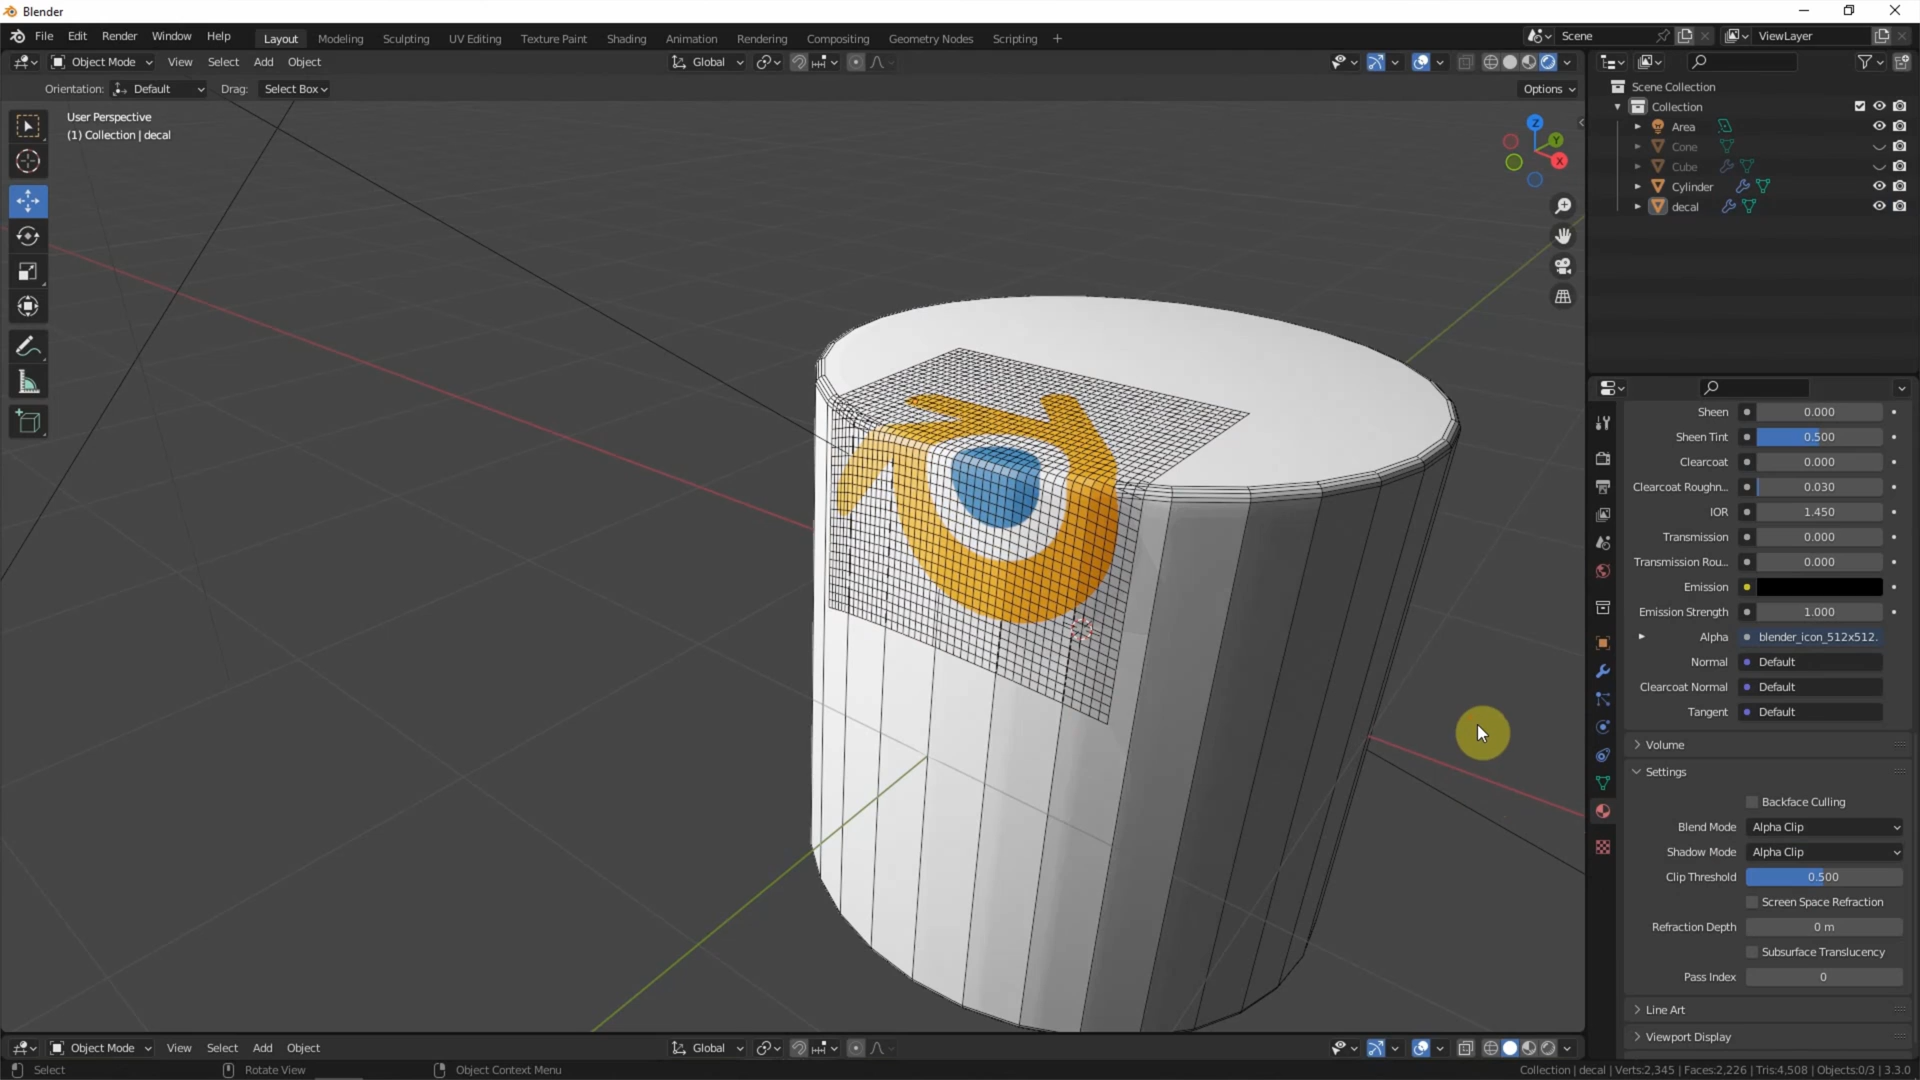 Blender
File Edit Render Window Help Layout Modeling Sculpting UV Editing Texture Paint Shading Animation Rendering Compositing Geometry Nodes Scripting + Scene ViewLayer
Object Mode View Select Add Object Global
Orientation: Default Drag: Select Box Options
User Perspective
(1) Collection | decal
Z
Y
X
Scene Collection
Collection
Area
Cone
Cube
Cylinder
decal
Sheen 0.000
Sheen Tint 0.500
Clearcoat 0.000
Clearcoat Roughn... 0.030
IOR 1.450
Transmission 0.000
Transmission Rou... 0.000
Emission
Emission Strength 1.000
Alpha blender_icon_512x512.
Normal Default
Clearcoat Normal Default
Tangent Default
Volume
Settings
Backface Culling
Blend Mode Alpha Clip
Shadow Mode Alpha Clip
Clip Threshold 0.500
Screen Space Refraction
Refraction Depth 0 m
Subsurface Translucency
Pass Index 0
Line Art
Viewport Display
Object Mode View Select Add Object Global
Select Rotate View Object Context Menu Collection | decal | Verts:2,345 | Faces:2,226 | Tris:4,508 | Objects:0/3 | 3.3.0